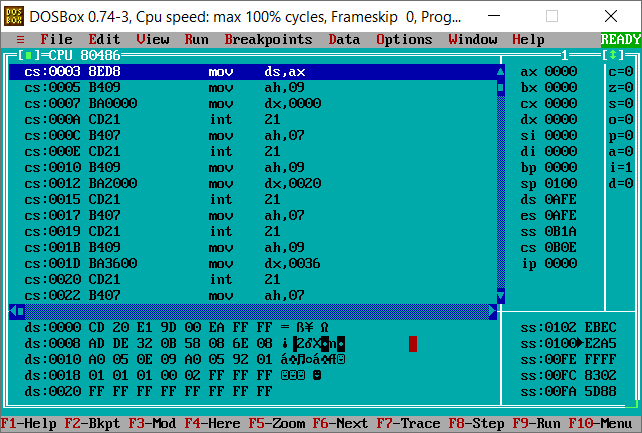 DOSBox 0.74-3, Cpu speed: max 100% cycles, Frameskip 0, Prog...
≡ File Edit View Run Breakpoints Data Options Window Help READY
[■] CPU 80486 1 [↕]
cs:0003 8ED8 mov ds,ax ax 0000 c=0
cs:0005 B409 mov ah,09 bx 0000 z=0
cs:0007 BA0000 mov dx,0000 cx 0000 s=0
cs:000A CD21 int 21 dx 0000 o=0
cs:000C B407 mov ah,07 si 0000 p=0
cs:000E CD21 int 21 di 0000 a=0
cs:0010 B409 mov ah,09 bp 0000 i=1
cs:0012 BA2000 mov dx,0020 sp 0100 d=0
cs:0015 CD21 int 21 ds 0AFE
cs:0017 B407 mov ah,07 es 0AFE
cs:0019 CD21 int 21 ss 0B1A
cs:001B B409 mov ah,09 cs 0B0E
cs:001D BA3600 mov dx,0036 ip 0000
cs:0020 CD21 int 21
cs:0022 B407 mov ah,07
ds:0000 CD 20 E1 9D 00 EA FF FF = ß¥ Ω ss:0102 EBEC
ds:0008 AD DE 32 0B 58 08 6E 08 ss:0100►E2A5
ds:0010 A0 05 0E 09 A0 05 92 01 ss:00FE FFFF
ds:0018 01 01 01 00 02 FF FF FF ☺☺☺ ☻ ss:00FC 8302
ds:0020 FF FF FF FF FF FF FF FF ss:00FA 5D88
F1-Help F2-Bkpt F3-Mod F4-Here F5-Zoom F6-Next F7-Trace F8-Step F9-Run F10-Menu